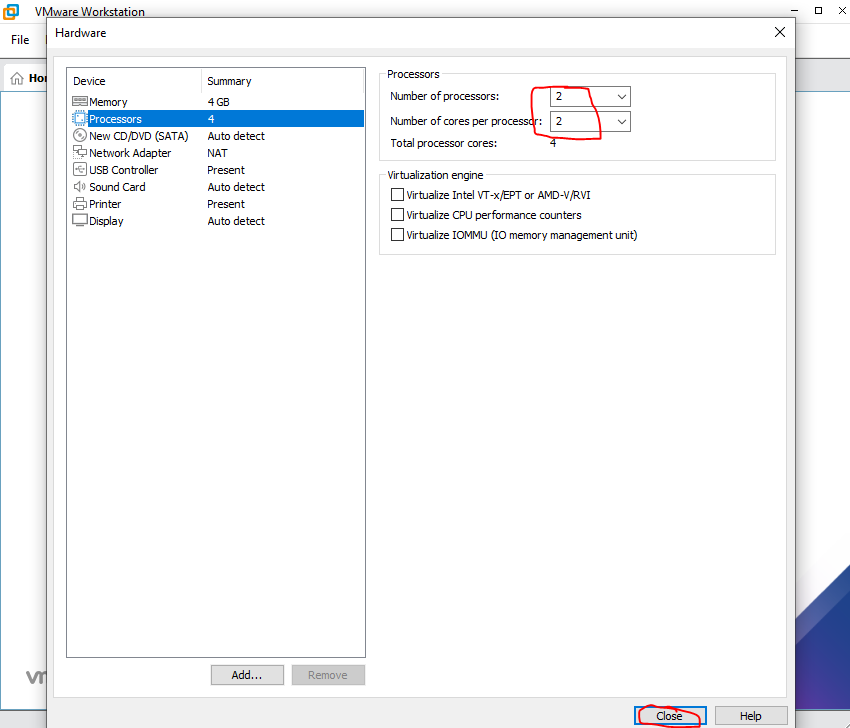 VMware Workstation
Hardware
File
Device Summary
Memory 4 GB
Processors 4
New CD/DVD (SATA) Auto detect
Network Adapter NAT
USB Controller Present
Sound Card Auto detect
Printer Present
Display Auto detect
Add... Remove
Processors
Number of processors: 2
Number of cores per processor: 2
Total processor cores: 4
Virtualization engine
Virtualize Intel VT-x/EPT or AMD-V/RVI
Virtualize CPU performance counters
Virtualize IOMMU (IO memory management unit)
Close Help